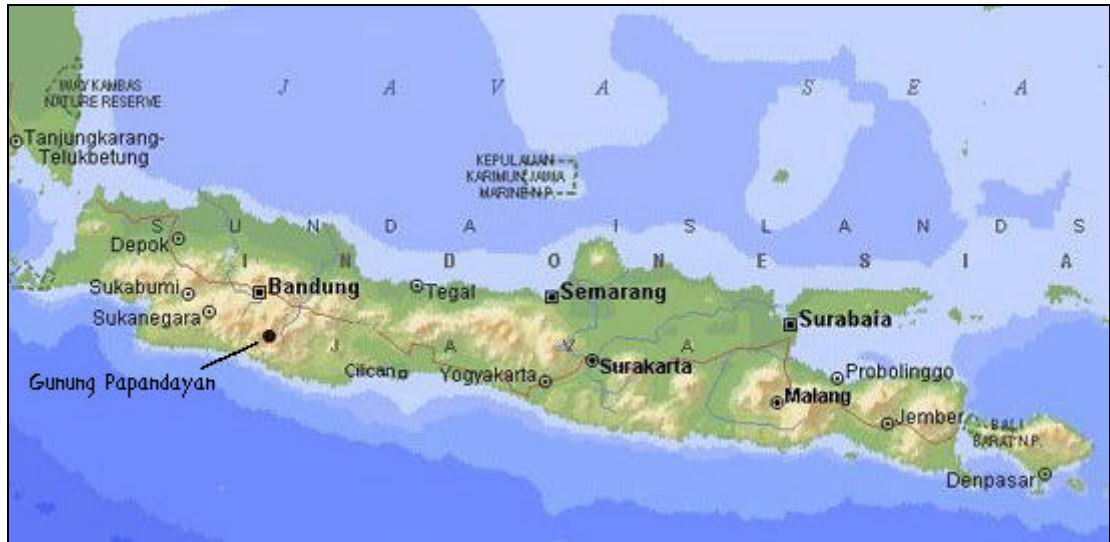 WAY KAMBAS
NATURE RESERVE
J A V A S E A
Tanjungkarang-
Telukbetung
KEPULAUAN
KARIMUNJAWA
MARINE N.P.
S U N D A I S L A N D S
Depok
I N D O N E S I A
Sukabumi
Bandung
Tegal
Semarang
Sukanegara
Surabaia
J A V A
Gunung Papandayan
Cilican
Yogyakarta
Surakarta
Probolinggo
Malang
Jember
BALI
BARAT N.P.
Denpasar